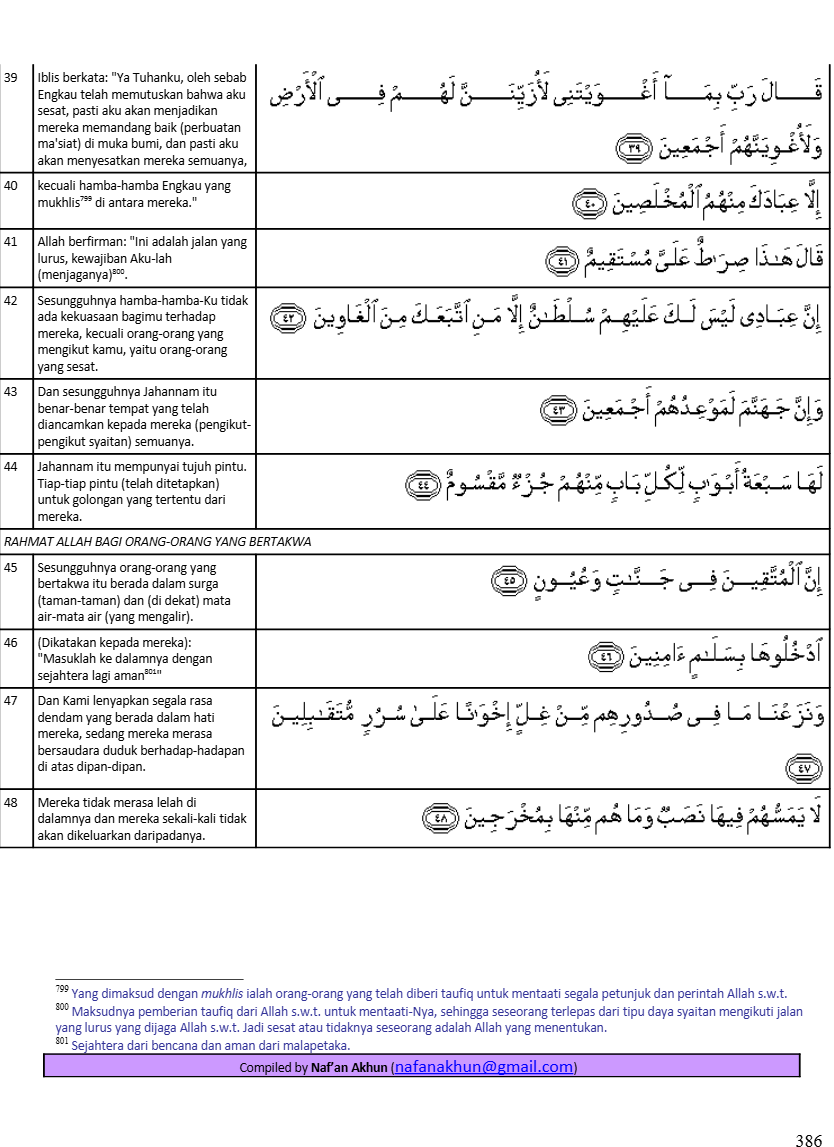 39 Iblis berkata: "Ya Tuhanku, oleh sebab
Engkau telah memutuskan bahwa aku
sesat, pasti aku akan menjadikan
mereka memandang baik (perbuatan
ma'siat) di muka bumi, dan pasti aku
akan menyesatkan mereka semuanya,
قَالَ رَبِّ بِمَآ أَغْوَيْتَنِى لَأُزَيِّنَنَّ لَهُمْ فِى ٱلْأَرْضِ
وَلَأُغْوِيَنَّهُمْ أَجْمَعِينَ ﴿٣٩﴾
40 kecuali hamba-hamba Engkau yang
mukhlis⁷⁹⁹ di antara mereka."
إِلَّا عِبَادَكَ مِنْهُمُ ٱلْمُخْلَصِينَ ﴿٤٠﴾
41 Allah berfirman: "Ini adalah jalan yang
lurus, kewajiban Aku-lah
(menjaganya)⁸⁰⁰.
قَالَ هَـٰذَا صِرَٰطٌ عَلَىَّ مُسْتَقِيمٌ ﴿٤١﴾
42 Sesungguhnya hamba-hamba-Ku tidak
ada kekuasaan bagimu terhadap
mereka, kecuali orang-orang yang
mengikut kamu, yaitu orang-orang
yang sesat.
إِنَّ عِبَادِى لَيْسَ لَكَ عَلَيْهِمْ سُلْطَـٰنٌ إِلَّا مَنِ ٱتَّبَعَكَ مِنَ ٱلْغَاوِينَ ﴿٤٢﴾
43 Dan sesungguhnya Jahannam itu
benar-benar tempat yang telah
diancamkan kepada mereka (pengikut-
pengikut syaitan) semuanya.
وَإِنَّ جَهَنَّمَ لَمَوْعِدُهُمْ أَجْمَعِينَ ﴿٤٣﴾
44 Jahannam itu mempunyai tujuh pintu.
Tiap-tiap pintu (telah ditetapkan)
untuk golongan yang tertentu dari
mereka.
لَهَا سَبْعَةُ أَبْوَٰبٍ لِّكُلِّ بَابٍ مِّنْهُمْ جُزْءٌ مَّقْسُومٌ ﴿٤٤﴾
RAHMAT ALLAH BAGI ORANG-ORANG YANG BERTAKWA
45 Sesungguhnya orang-orang yang
bertakwa itu berada dalam surga
(taman-taman) dan (di dekat) mata
air-mata air (yang mengalir).
إِنَّ ٱلْمُتَّقِينَ فِى جَنَّـٰتٍ وَعُيُونٍ ﴿٤٥﴾
46 (Dikatakan kepada mereka):
"Masuklah ke dalamnya dengan
sejahtera lagi aman⁸⁰¹"
ٱدْخُلُوهَا بِسَلَـٰمٍ ءَامِنِينَ ﴿٤٦﴾
47 Dan Kami lenyapkan segala rasa
dendam yang berada dalam hati
mereka, sedang mereka merasa
bersaudara duduk berhadap-hadapan
di atas dipan-dipan.
وَنَزَعْنَا مَا فِى صُدُورِهِم مِّنْ غِلٍّ إِخْوَٰنًا عَلَىٰ سُرُرٍ مُّتَقَـٰبِلِينَ
﴿٤٧﴾
48 Mereka tidak merasa lelah di
dalamnya dan mereka sekali-kali tidak
akan dikeluarkan daripadanya.
لَا يَمَسُّهُمْ فِيهَا نَصَبٌ وَمَا هُم مِّنْهَا بِمُخْرَجِينَ ﴿٤٨﴾
⁷⁹⁹ Yang dimaksud dengan mukhlis ialah orang-orang yang telah diberi taufiq untuk mentaati segala petunjuk dan perintah Allah s.w.t.
⁸⁰⁰ Maksudnya pemberian taufiq dari Allah s.w.t. untuk mentaati-Nya, sehingga seseorang terlepas dari tipu daya syaitan mengikuti jalan
yang lurus yang dijaga Allah s.w.t. Jadi sesat atau tidaknya seseorang adalah Allah yang menentukan.
⁸⁰¹ Sejahtera dari bencana dan aman dari malapetaka.
Compiled by Naf'an Akhun (nafanakhun@gmail.com)
386